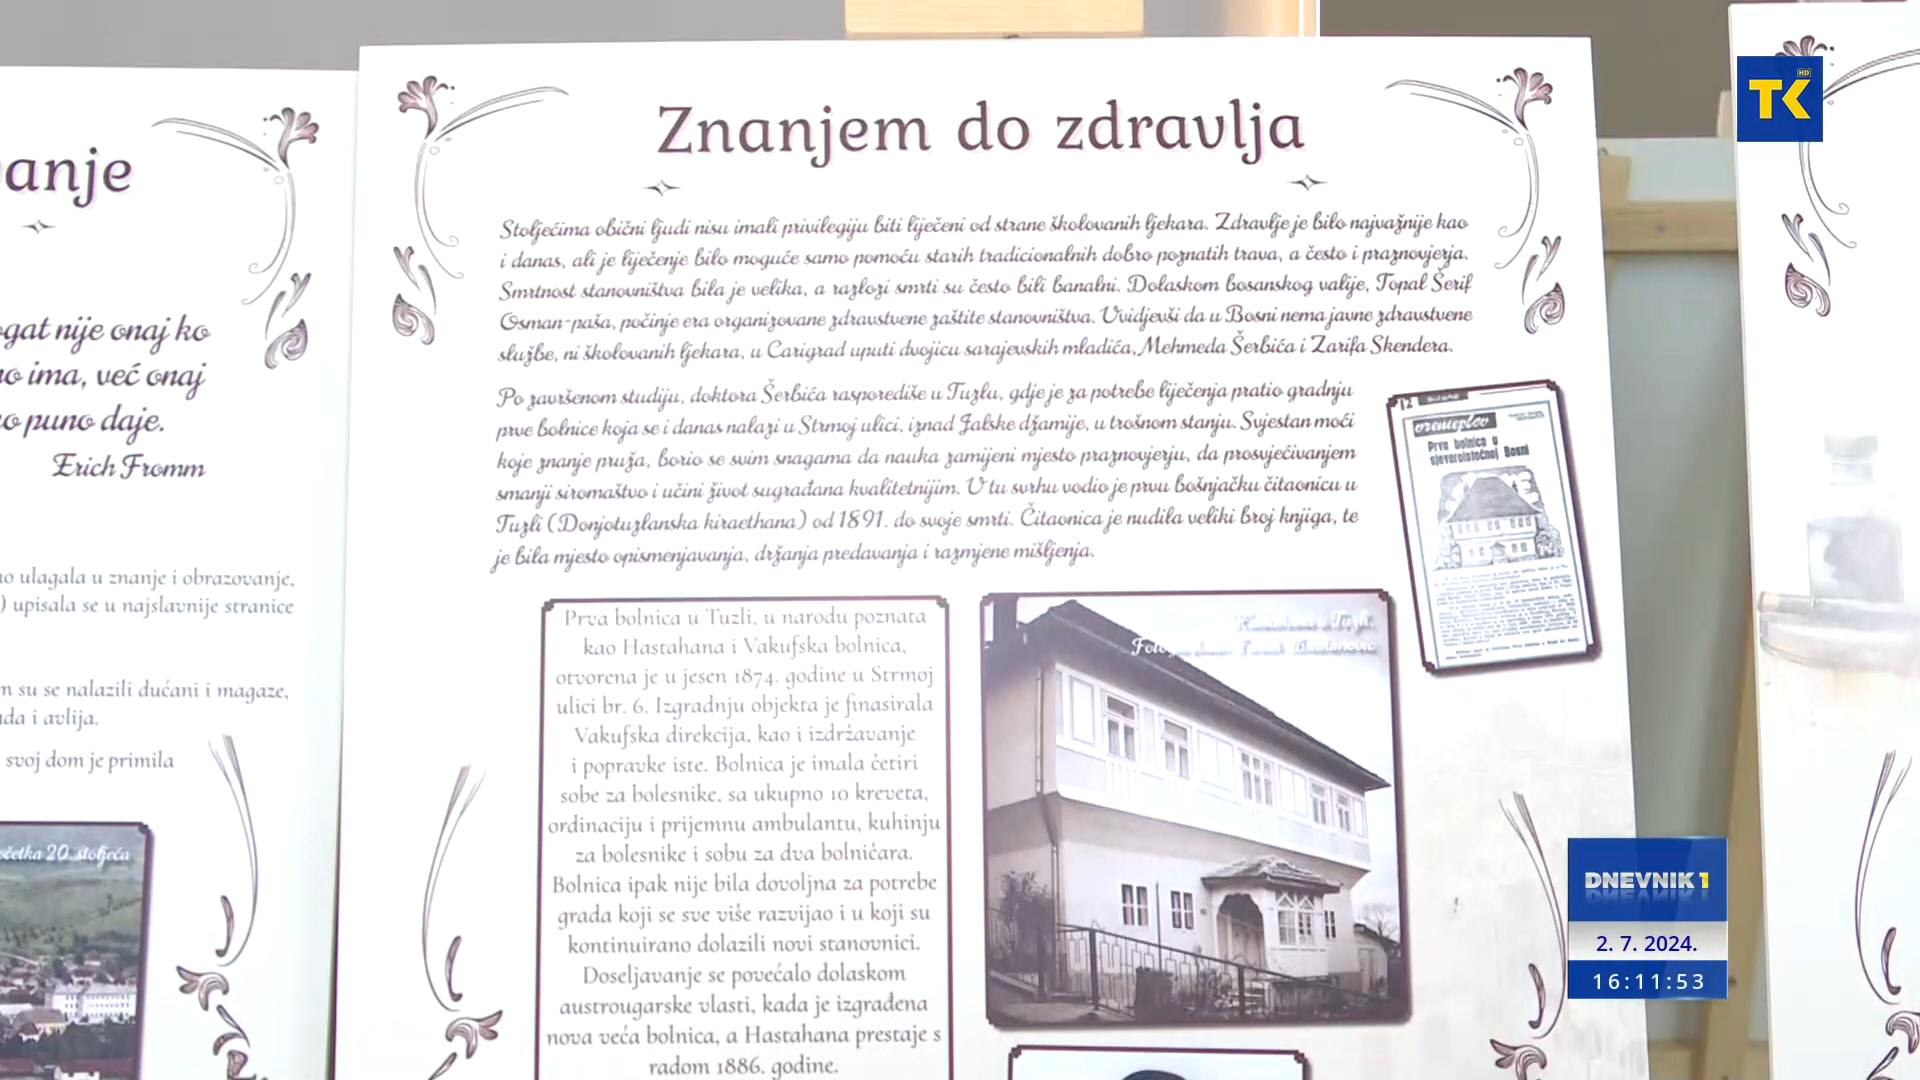 anje
ogat nije onaj ko
no ima, već onaj
ko puno daje.
Erich Fromm
no ulagala u znanje i obrazovanje,
) upisala se u najslavnije stranice
m su se nalazili dućani i magaze,
da i avlija.
svoj dom je primila
očetka 20. stoljeća
Znanjem do zdravlja
Stoljećima obični ljudi nisu imali privilegiju biti liječeni od strane školovanih ljekara. Zdravlje je bilo najvažnije kao
i danas, ali je liječenje bilo moguće samo pomoću starih tradicionalnih dobro poznatih trava, a često i praznovjerja.
Smrtnost stanovništva bila je velika, a razlozi smrti su često bili banalni. Dolaskom bosanskog valije, Topal Šerif
Osman-paša, počinje era organizovane zdravstvene zaštite stanovništva. Uvidjevši da u Bosni nema javne zdravstvene
službe, ni školovanih ljekara, u Carigrad uputi dvojicu sarajevskih mladića, Mehmeda Šerbića i Zarifa Skendera.
Po završenom studiju, doktora Šerbića rasporediše u Tuzlu, gdje je za potrebe liječenja pratio gradnju
prve bolnice koja se i danas nalazi u Strmoj ulici, iznad Jalske džamije, u trošnom stanju. Svjestan moći
koje znanje pruža, borio se svim snagama da nauka zamijeni mjesto praznovjerju, da prosvjećivanjem
smanji siromaštvo i učini život sugrađana kvalitetnijim. U tu svrhu vodio je prvu bošnjačku čitaonicu u
Tuzli (Donjotuzlanska kiraethana) od 1891. do svoje smrti. Čitaonica je nudila veliki broj knjiga, te
je bila mjesto opismenjavanja, držanja predavanja i razmjene mišljenja.
12
vremeplov
Prva bolnica u
sjeveroistočnoj Bosni
Prva bolnica u Tuzli, u narodu poznata
kao Hastahana i Vakufska bolnica,
otvorena je u jesen 1874. godine u Strmoj
ulici br. 6. Izgradnju objekta je finasirala
Vakufska direkcija, kao i izdržavanje
i popravke iste. Bolnica je imala četiri
sobe za bolesnike, sa ukupno 10 kreveta,
ordinaciju i prijemnu ambulantu, kuhinju
za bolesnike i sobu za dva bolničara.
Bolnica ipak nije bila dovoljna za potrebe
grada koji se sve više razvijao i u koji su
kontinuirano dolazili novi stanovnici.
Doseljavanje se povećalo dolaskom
austrougarske vlasti, kada je izgrađena
nova veća bolnica, a Hastahana prestaje s
radom 1886. godine.
TK HD
DNEVNIK 1
2. 7. 2024.
16:11:53